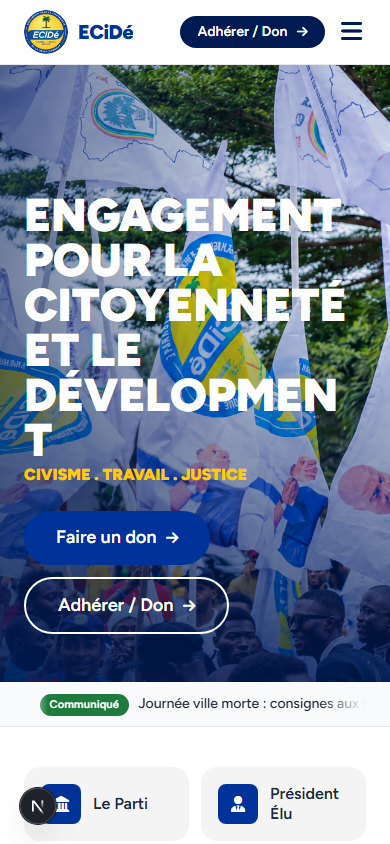 ECiDé
ECiDé
Adhérer / Don
ENGAGEMENT
POUR LA
CITOYENNETÉ
ET LE
DÉVELOPMEN
T
CIVISME . TRAVAIL . JUSTICE
Faire un don
Adhérer / Don
Communiqué
Journée ville morte : consignes aux
N
Le Parti
Président
Élu